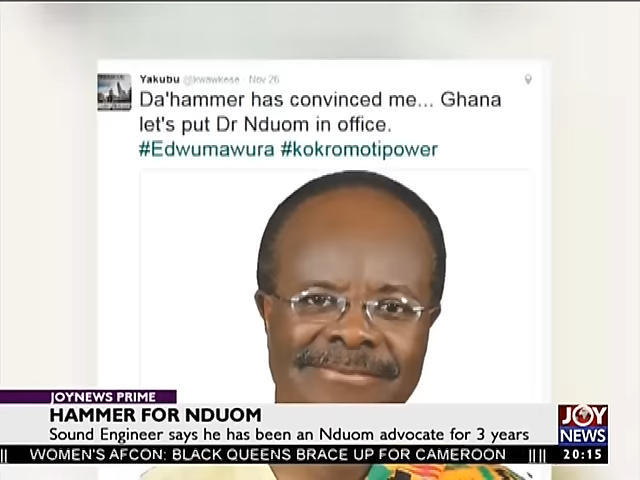 Yakubu @kwawkese · Nov 26
Da'hammer has convinced me... Ghana
let's put Dr Nduom in office.
#Edwumawura #kokromotipower
JOYNEWS PRIME
HAMMER FOR NDUOM
Sound Engineer says he has been an Nduom advocate for 3 years
JOY
NEWS
WOMEN'S AFCON: BLACK QUEENS BRACE UP FOR CAMEROON
20:15